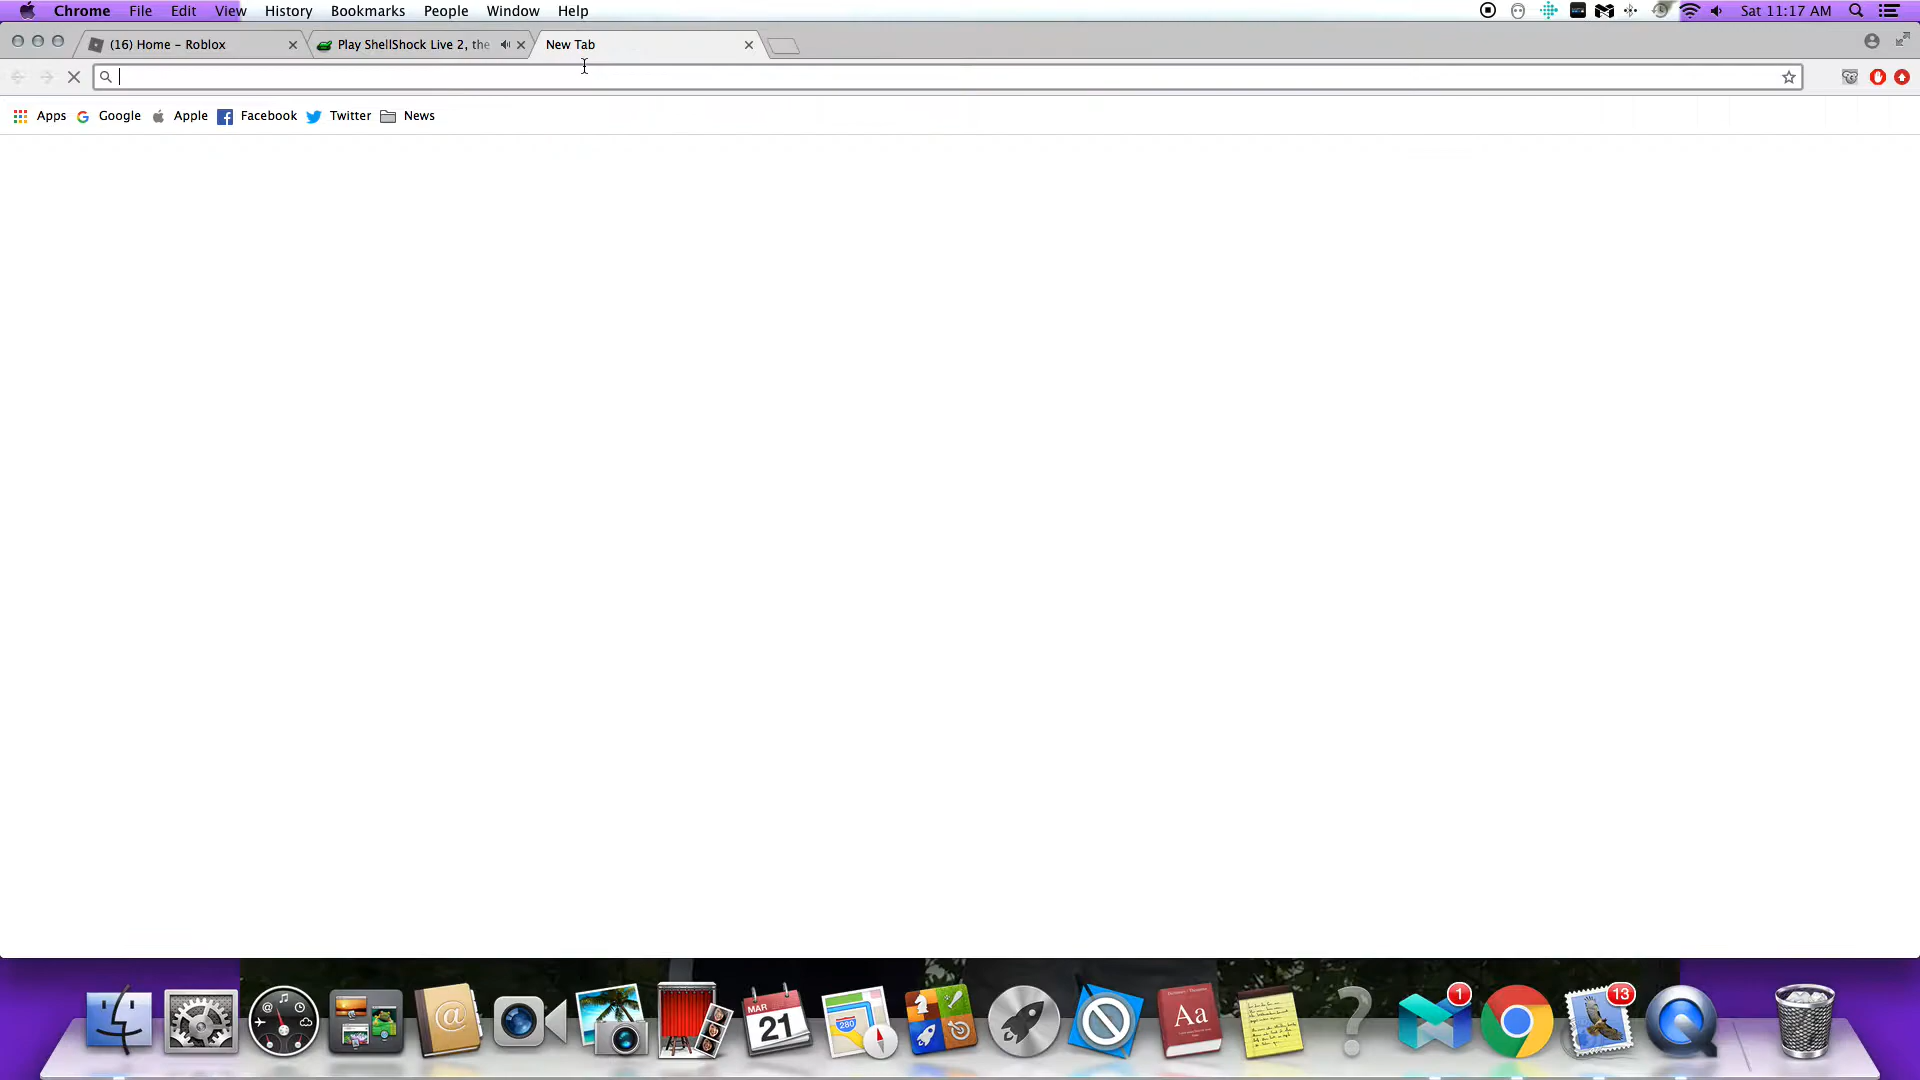 Chrome File Edit View History Bookmarks People Window Help Sat 11:17 AM
(16) Home - Roblox Play ShellShock Live 2, the New Tab
Apps Google Apple Facebook Twitter News
MAR
21
280
Aa
1
13